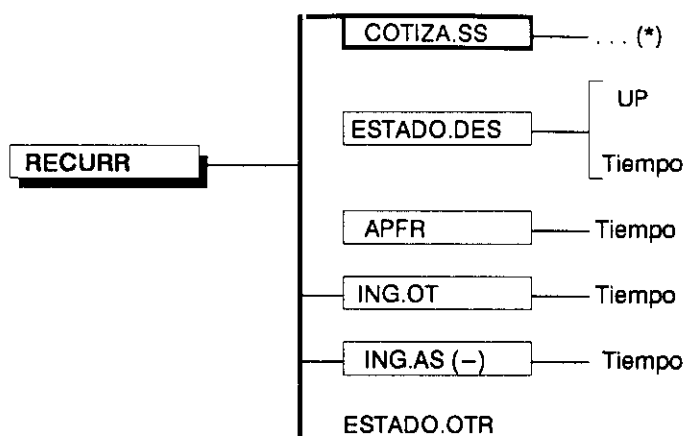 COTIZA.SS ... (*)
UP
ESTADO.DES
RECURR Tiempo
APFR Tiempo
ING.OT Tiempo
ING.AS (−) Tiempo
ESTADO.OTR